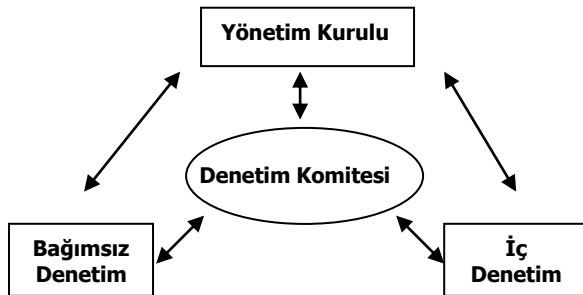 Yönetim Kurulu
Denetim Komitesi
Bağımsız
Denetim
İç
Denetim